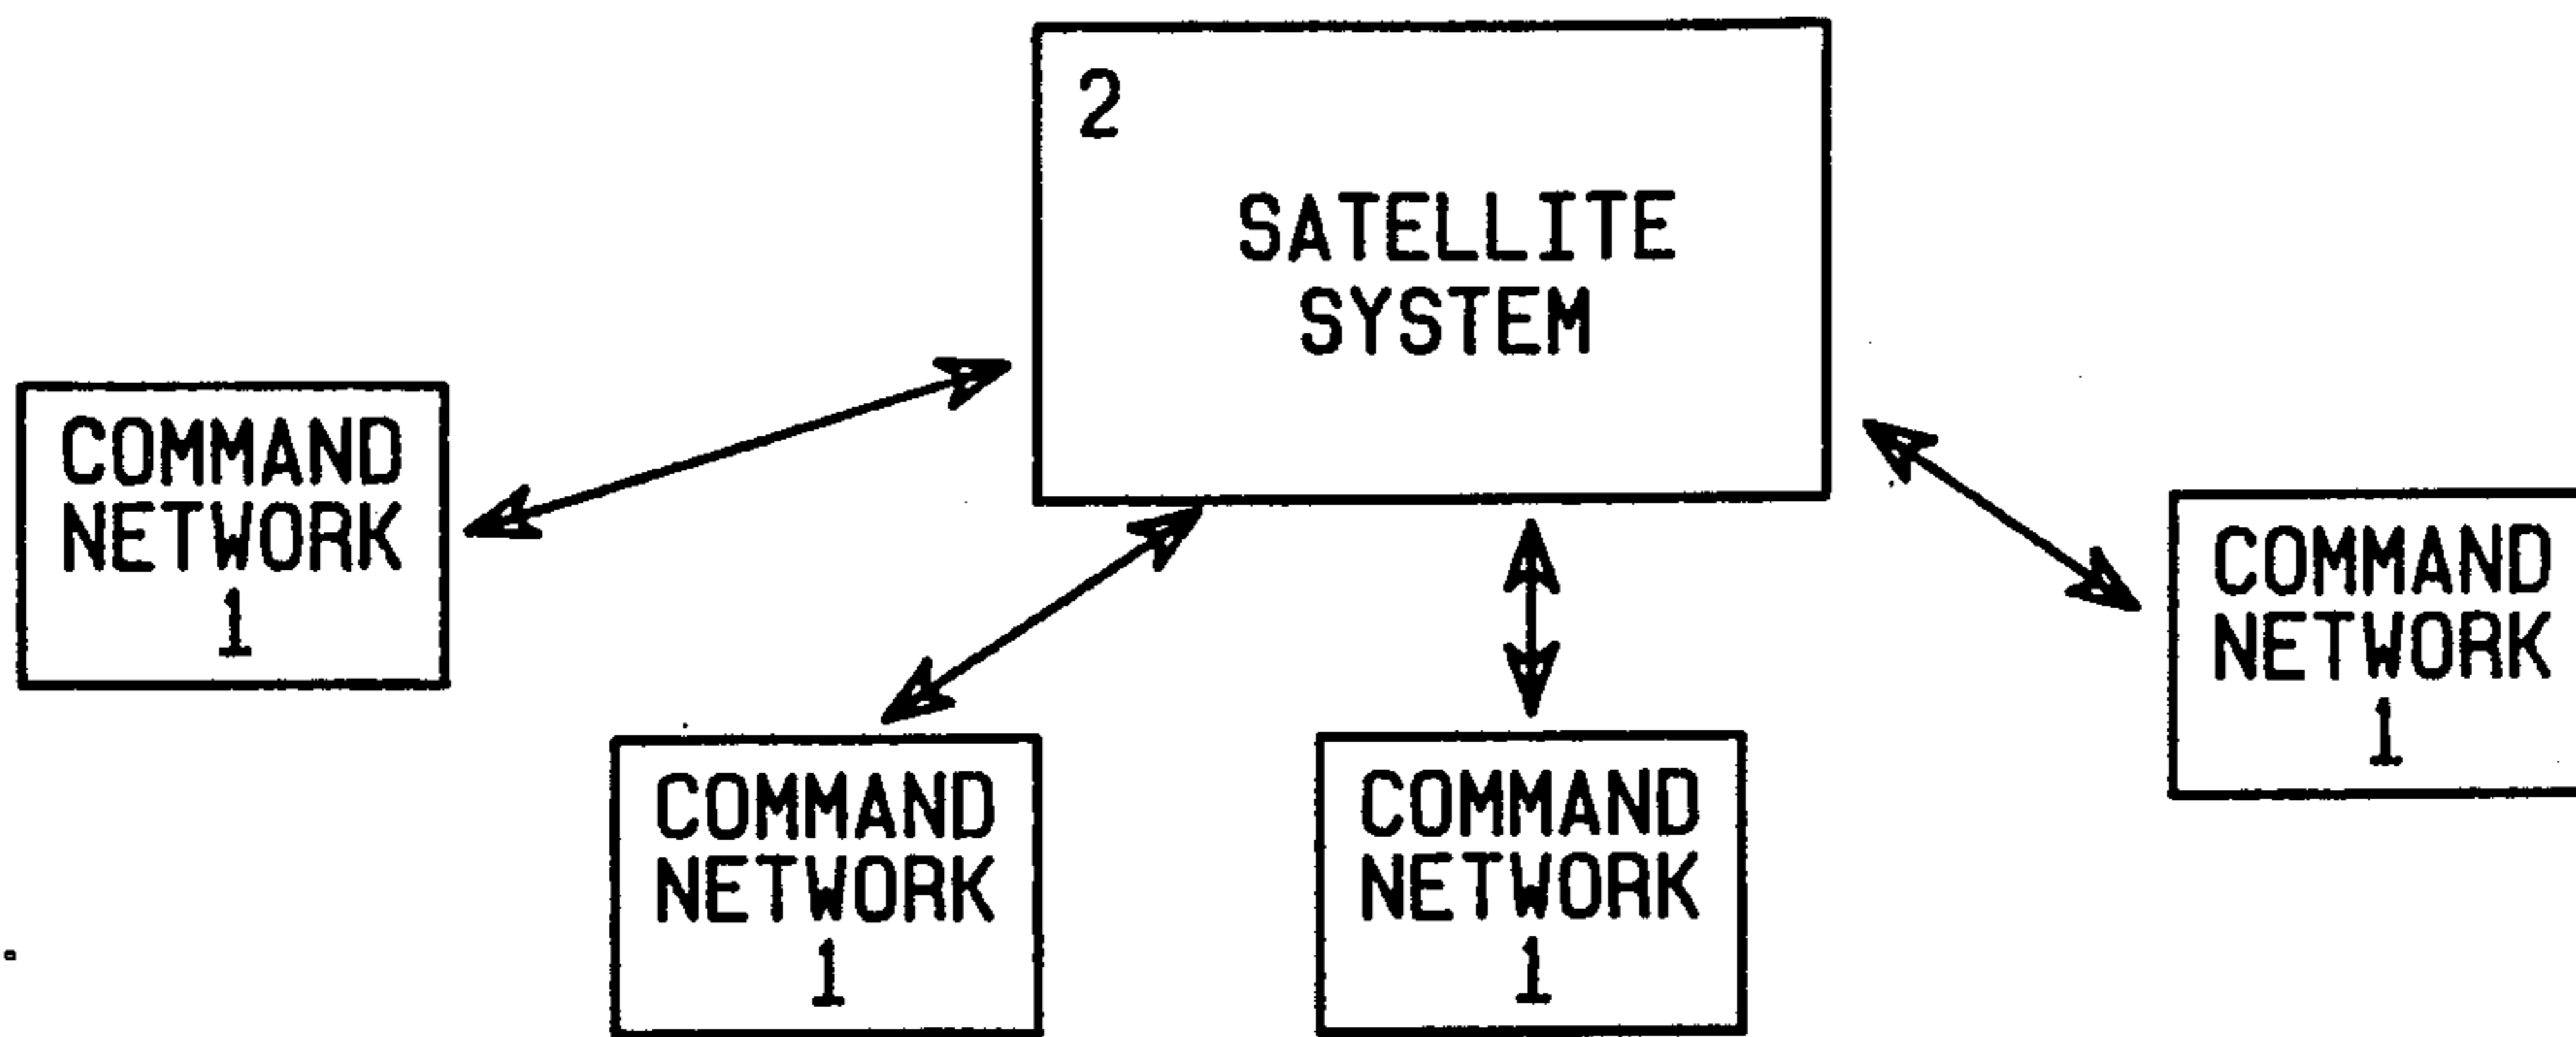 2
SATELLITE
SYSTEM
COMMAND
NETWORK
1
COMMAND
NETWORK
1
COMMAND
NETWORK
1
COMMAND
NETWORK
1